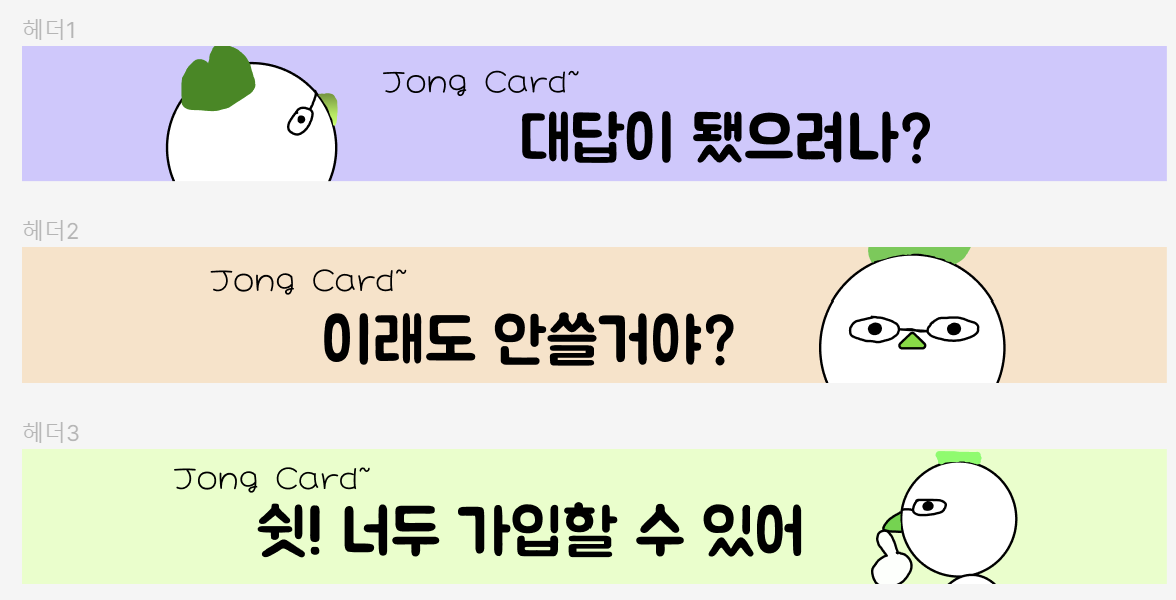 헤더1
Jong Card~
대답이 됐으려나?
헤더2
Jong Card~
이래도 안쓸거야?
헤더3
Jong Card~
쉿! 너두 가입할 수 있어